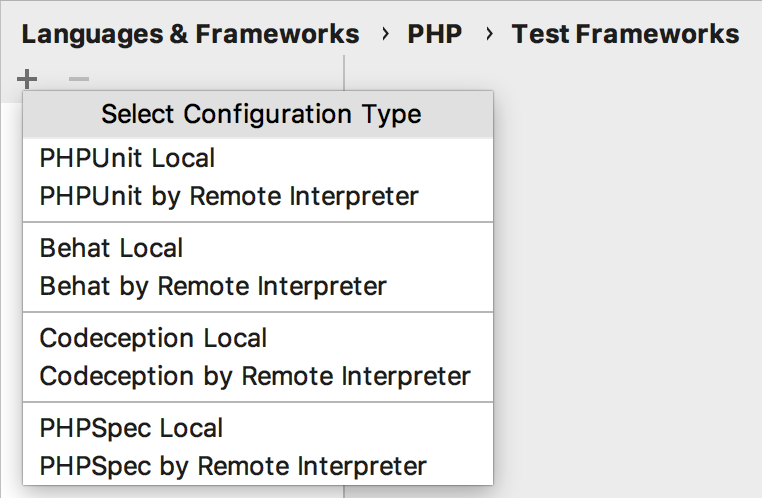 Languages & Frameworks › PHP › Test Frameworks
Select Configuration Type
PHPUnit Local
PHPUnit by Remote Interpreter
Behat Local
Behat by Remote Interpreter
Codeception Local
Codeception by Remote Interpreter
PHPSpec Local
PHPSpec by Remote Interpreter